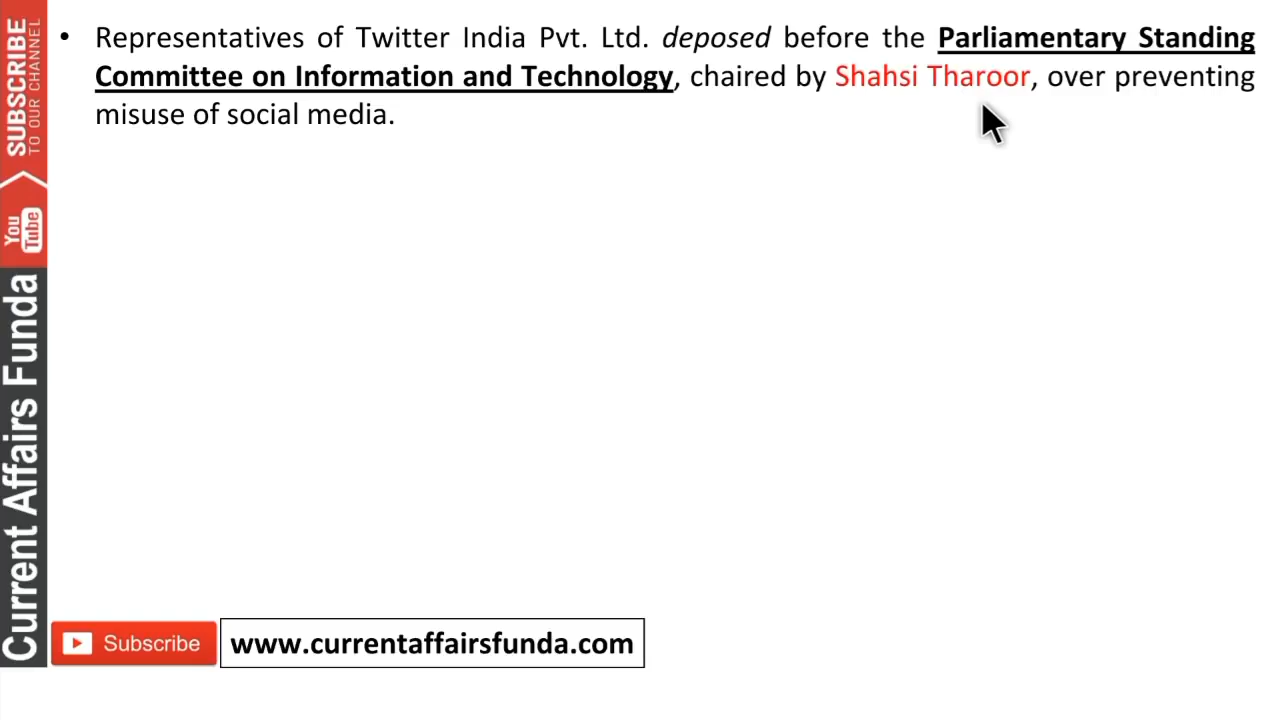 • Representatives of Twitter India Pvt. Ltd. deposed before the Parliamentary Standing
Committee on Information and Technology, chaired by Shahsi Tharoor, over preventing
misuse of social media.
SUBSCRIBE
TO OUR CHANNEL
You
Tube
Current Affairs Funda
Subscribe
www.currentaffairsfunda.com